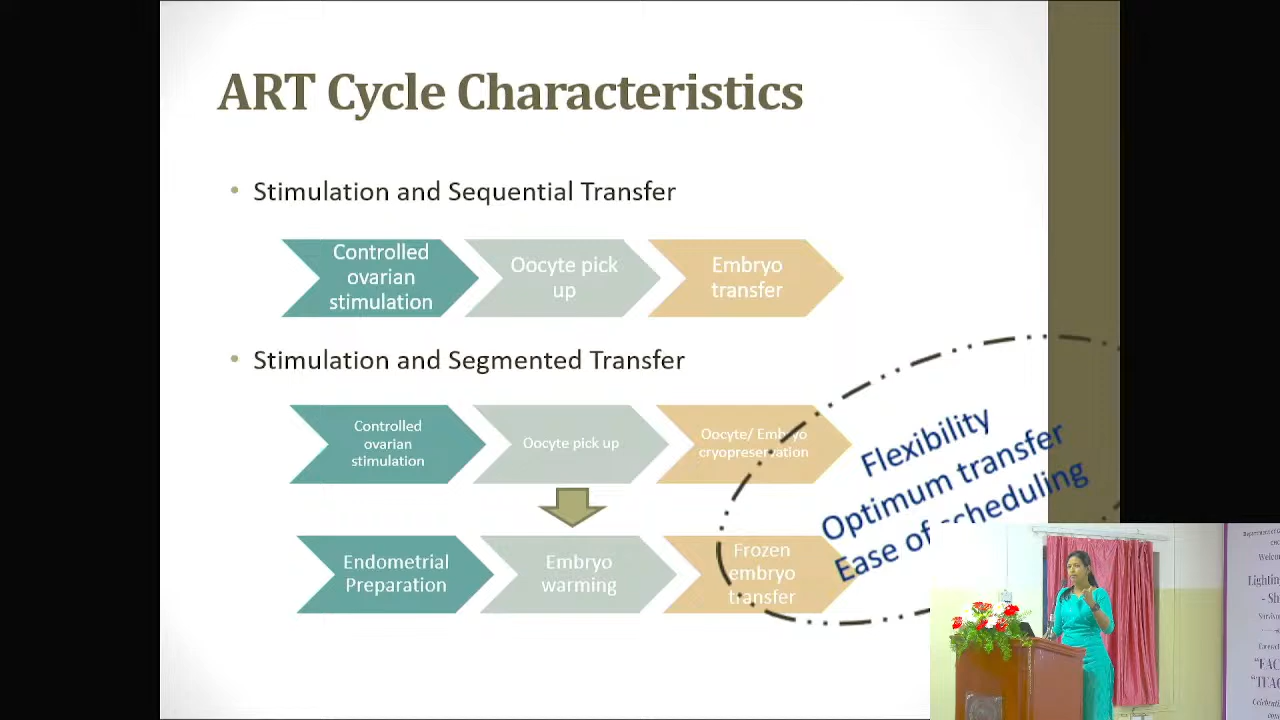 ART Cycle Characteristics
• Stimulation and Sequential Transfer
Controlled
ovarian
stimulation
Oocyte pick
up
Embryo
transfer
• Stimulation and Segmented Transfer
Controlled
ovarian
stimulation
Oocyte pick up
Oocyte/ Embryo
cryopreservation
Endometrial
Preparation
Embryo
warming
Frozen
embryo
transfer
Flexibility
Optimum transfer
Ease of scheduling
Lighting